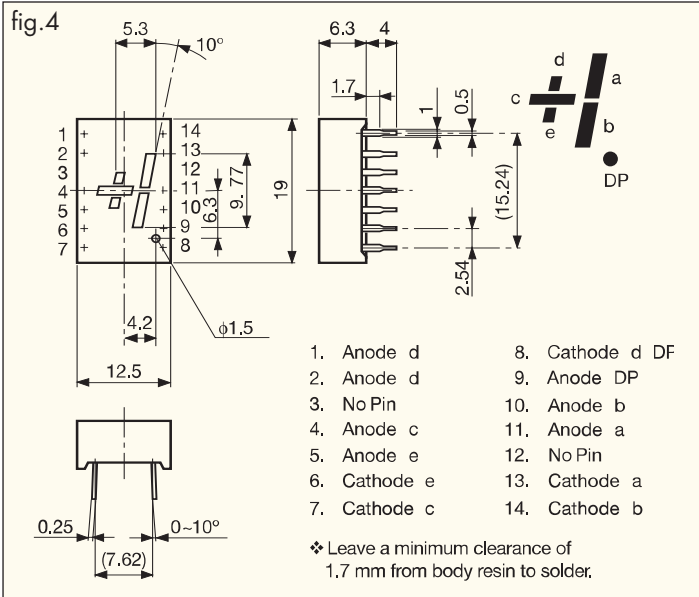 fig.4
5.3
10°
6.3
4
1.7
1
0.5
d
a
c
e
b
DP
1
2
3
4
5
6
7
14
13
12
11
10
9
8
6.3
9.77
19
(15.24)
2.54
4.2
φ1.5
12.5
0.25
0~10°
(7.62)
1. Anode d
2. Anode d
3. No Pin
4. Anode c
5. Anode e
6. Cathode e
7. Cathode c
8. Cathode d DP
9. Anode DP
10. Anode b
11. Anode a
12. No Pin
13. Cathode a
14. Cathode b
❖ Leave a minimum clearance of
1.7 mm from body resin to solder.